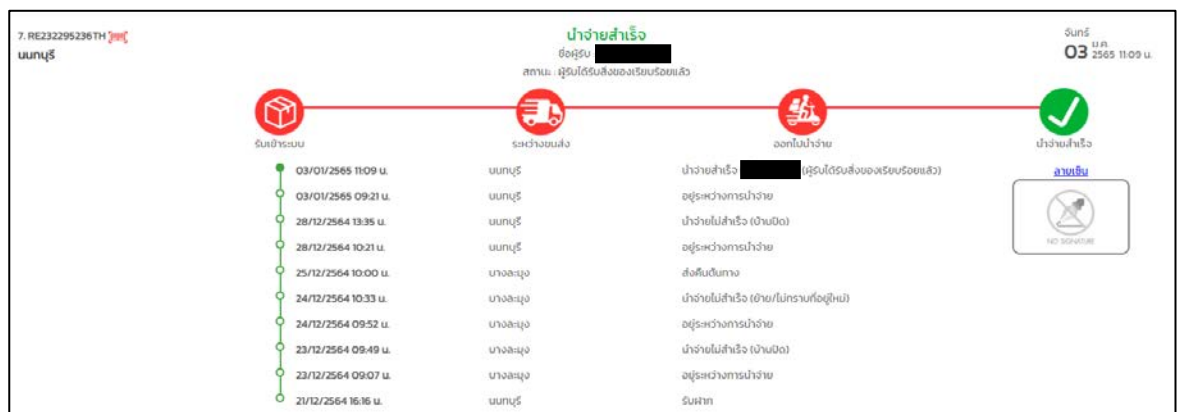 7. RE232295236TH
นนทบุรี
นำจ่ายสำเร็จ
ชื่อผู้รับ :
สถานะ : ผู้รับได้รับสิ่งของเรียบร้อยแล้ว
จันทร์
03 ม.ค. 2565 11:09 น.
รับเข้าระบบ
ระหว่างขนส่ง
ออกไปนำจ่าย
นำจ่ายสำเร็จ
03/01/2565 11:09 น. นนทบุรี นำจ่ายสำเร็จ (ผู้รับได้รับสิ่งของเรียบร้อยแล้ว)
ลายเซ็น
03/01/2565 09:21 น. นนทบุรี อยู่ระหว่างการนำจ่าย
28/12/2564 13:35 น. นนทบุรี นำจ่ายไม่สำเร็จ (บ้านปิด)
28/12/2564 10:21 น. นนทบุรี อยู่ระหว่างการนำจ่าย
NO SIGNATURE
25/12/2564 10:00 น. บางละมุง ส่งคืนต้นทาง
24/12/2564 10:33 น. บางละมุง นำจ่ายไม่สำเร็จ (ย้าย/ไม่ทราบที่อยู่ใหม่)
24/12/2564 09:52 น. บางละมุง อยู่ระหว่างการนำจ่าย
23/12/2564 09:49 น. บางละมุง นำจ่ายไม่สำเร็จ (บ้านปิด)
23/12/2564 09:07 น. บางละมุง อยู่ระหว่างการนำจ่าย
21/12/2564 16:16 น. นนทบุรี รับฝาก